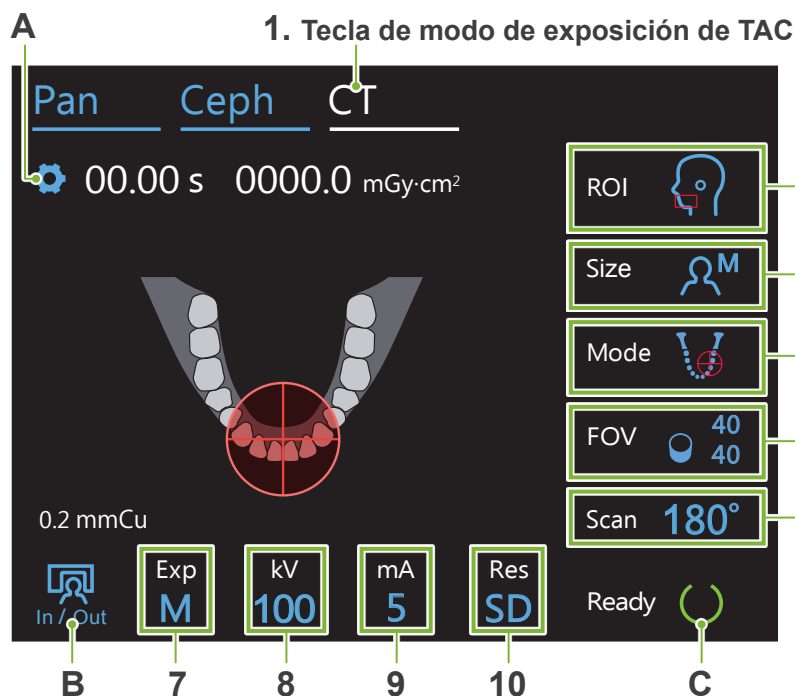 A
1. Tecla de modo de exposición de TAC
Pan Ceph CT
00.00 s 0000.0 mGy·cm²
ROI
Size M
Mode
FOV 40
40
0.2 mmCu
Scan 180°
Exp kV mA Res
M 100 5 SD
In / Out
Ready
B 7 8 9 10 C